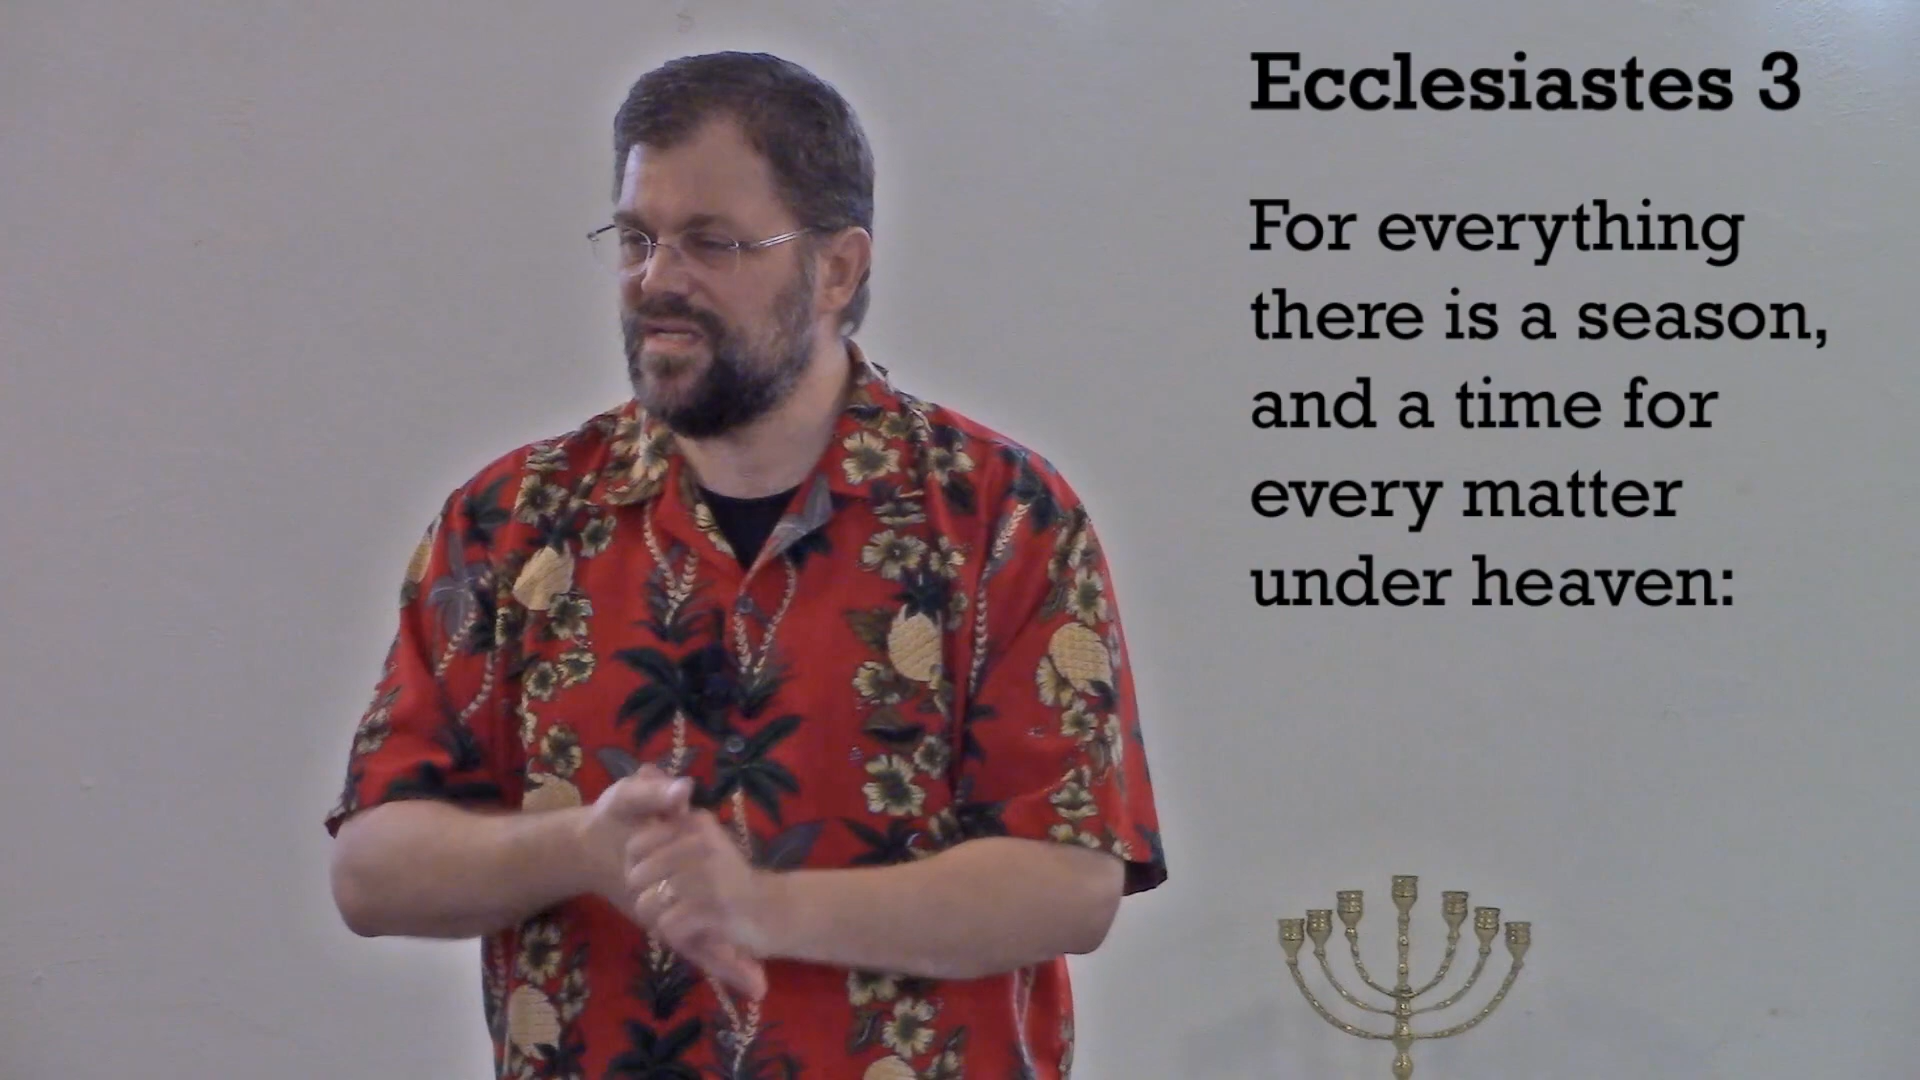 Ecclesiastes 3
For everything
there is a season,
and a time for
every matter
under heaven: